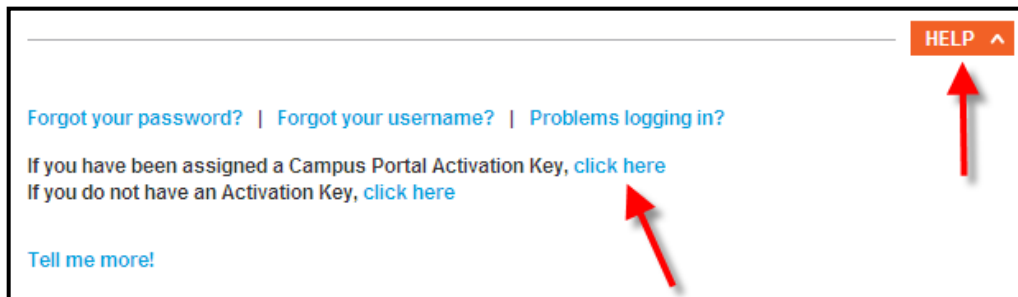 HELP ^
Forgot your password? | Forgot your username? | Problems logging in?
If you have been assigned a Campus Portal Activation Key, click here
If you do not have an Activation Key, click here
Tell me more!